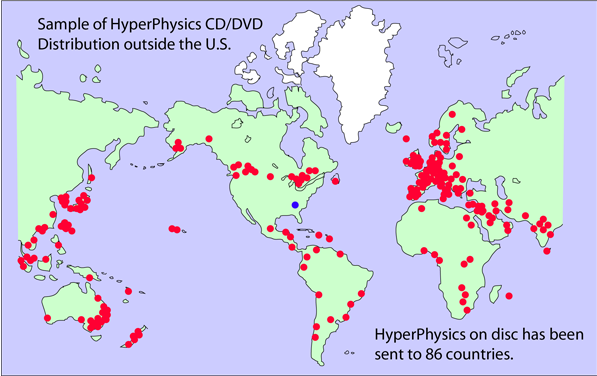 Sample of HyperPhysics CD/DVD
Distribution outside the U.S.
HyperPhysics on disc has been
sent to 86 countries.